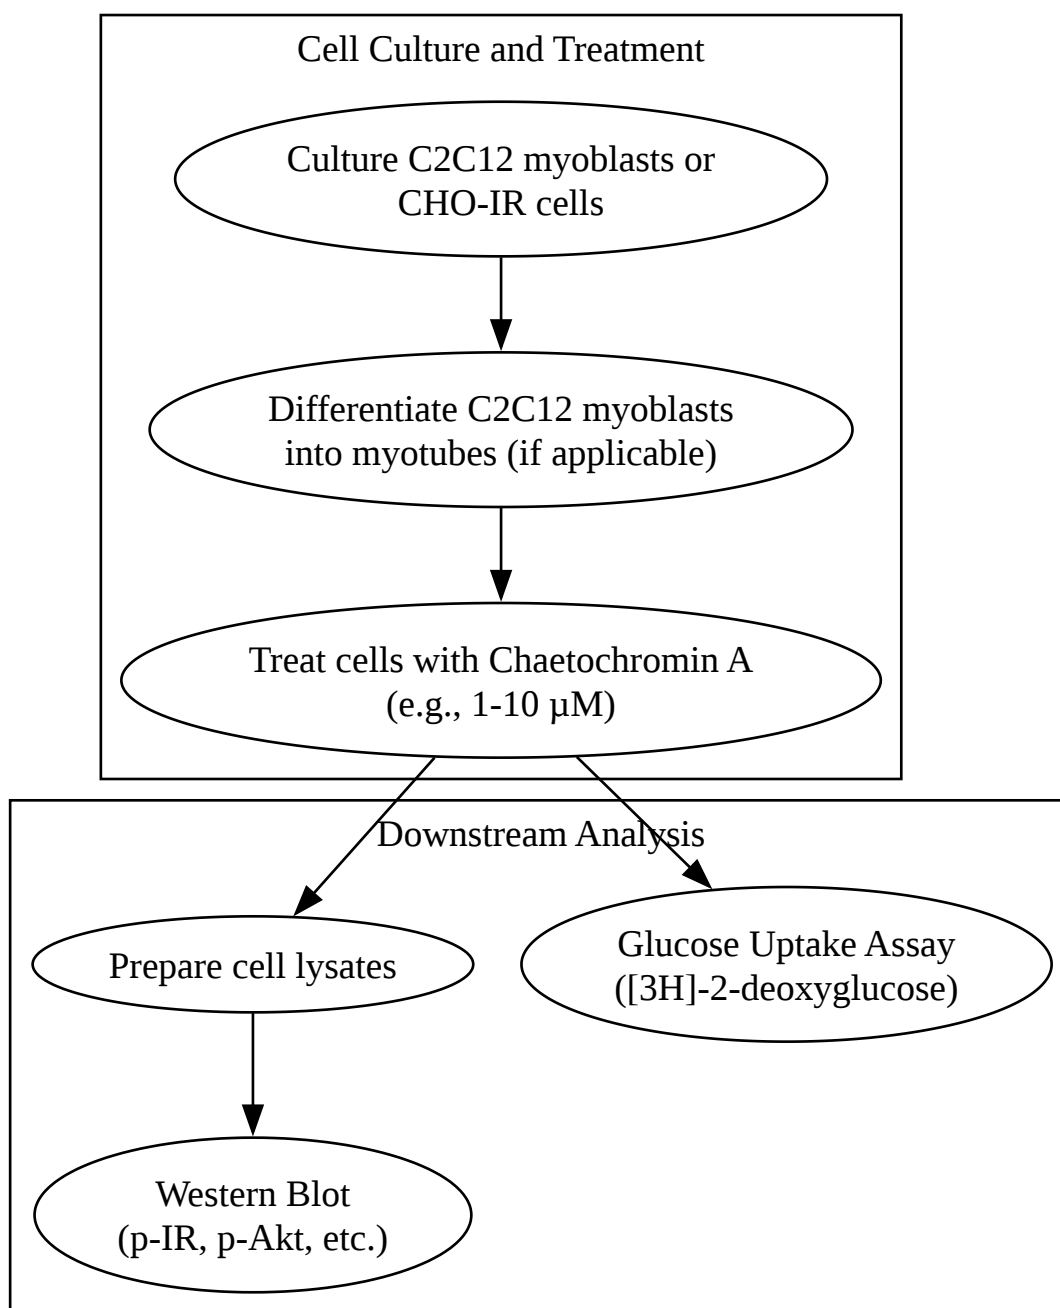 Cell Culture and Treatment
Culture C2C12 myoblasts or
CHO-IR cells
Differentiate C2C12 myoblasts
into myotubes (if applicable)
Treat cells with Chaetochromin A
(e.g., 1-10 µM)
Downstream Analysis
Prepare cell lysates
Glucose Uptake Assay
([3H]-2-deoxyglucose)
Western Blot
(p-IR, p-Akt, etc.)